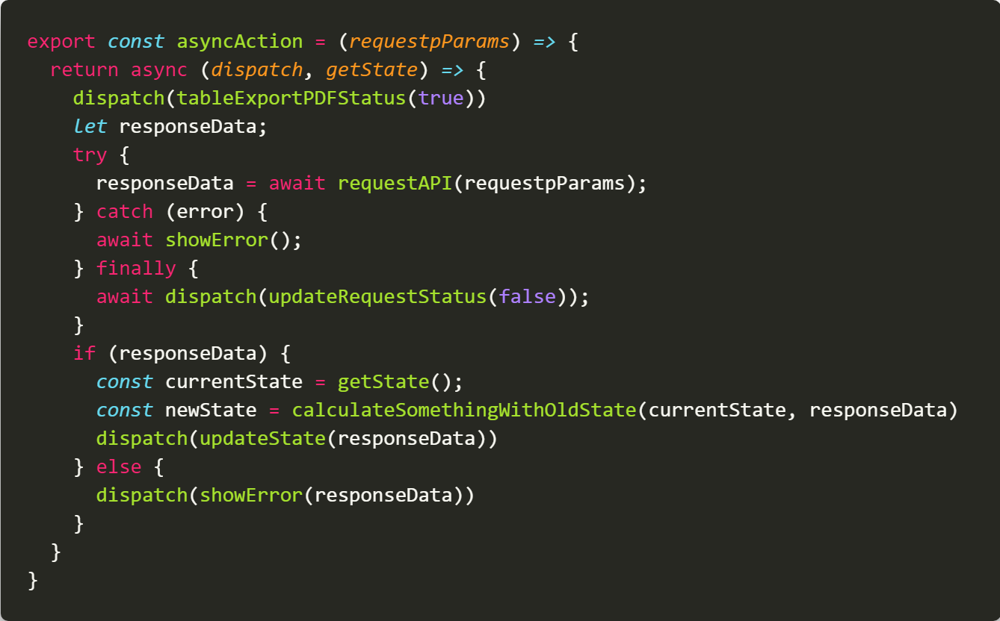 export const asyncAction = (requestpParams) => {
  return async (dispatch, getState) => {
    dispatch(tableExportPDFStatus(true))
    let responseData;
    try {
      responseData = await requestAPI(requestpParams);
    } catch (error) {
      await showError();
    } finally {
      await dispatch(updateRequestStatus(false));
    }
    if (responseData) {
      const currentState = getState();
      const newState = calculateSomethingWithOldState(currentState, responseData)
      dispatch(updateState(responseData))
    } else {
      dispatch(showError(responseData))
    }
  }
}